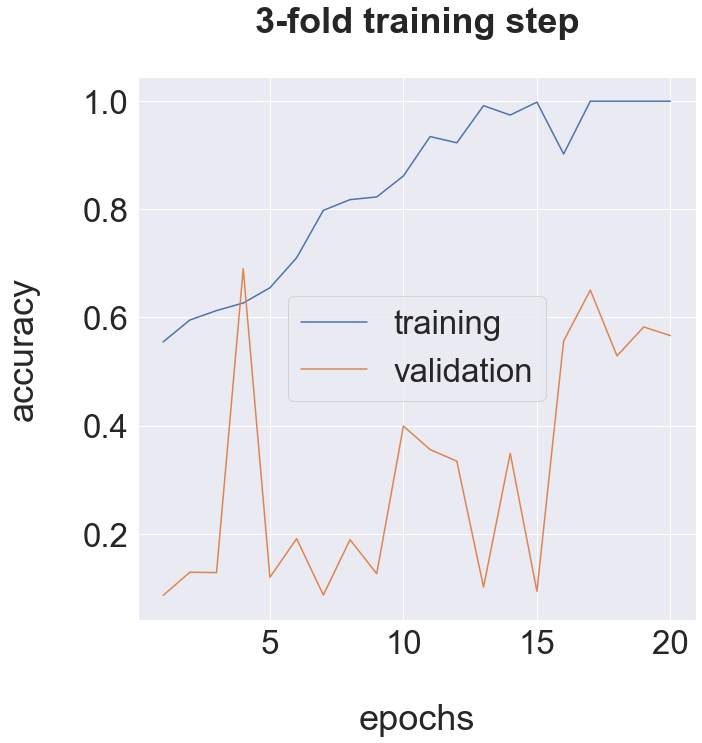 3-fold training step
1.0
0.8
0.6
0.4
0.2
accuracy
training
validation
5 10 15 20
epochs